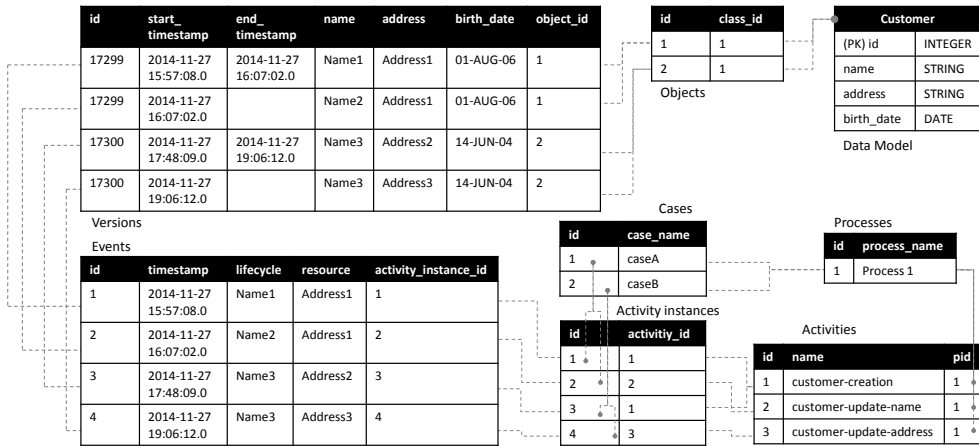 id start_ timestamp end_ timestamp name address birth_date object_id
17299 2014-11-27 15:57:08.0 2014-11-27 16:07:02.0 Name1 Address1 01-AUG-06 1
17299 2014-11-27 16:07:02.0 Name2 Address1 01-AUG-06 1
17300 2014-11-27 17:48:09.0 2014-11-27 19:06:12.0 Name3 Address2 14-JUN-04 2
17300 2014-11-27 19:06:12.0 Name3 Address3 14-JUN-04 2
Versions
id class_id
1 1
2 1
Objects
Customer
(PK) id INTEGER
name STRING
address STRING
birth_date DATE
Data Model
Events
id timestamp lifecycle resource activity_instance_id
1 2014-11-27 15:57:08.0 Name1 Address1 1
2 2014-11-27 16:07:02.0 Name2 Address1 2
3 2014-11-27 17:48:09.0 Name3 Address2 3
4 2014-11-27 19:06:12.0 Name3 Address3 4
Cases
id case_name
1 caseA
2 caseB
Processes
id process_name
1 Process 1
Activity instances
id activitiy_id
1 1
2 2
3 1
4 3
Activities
id name pid
1 customer-creation 1
2 customer-update-name 1
3 customer-update-address 1